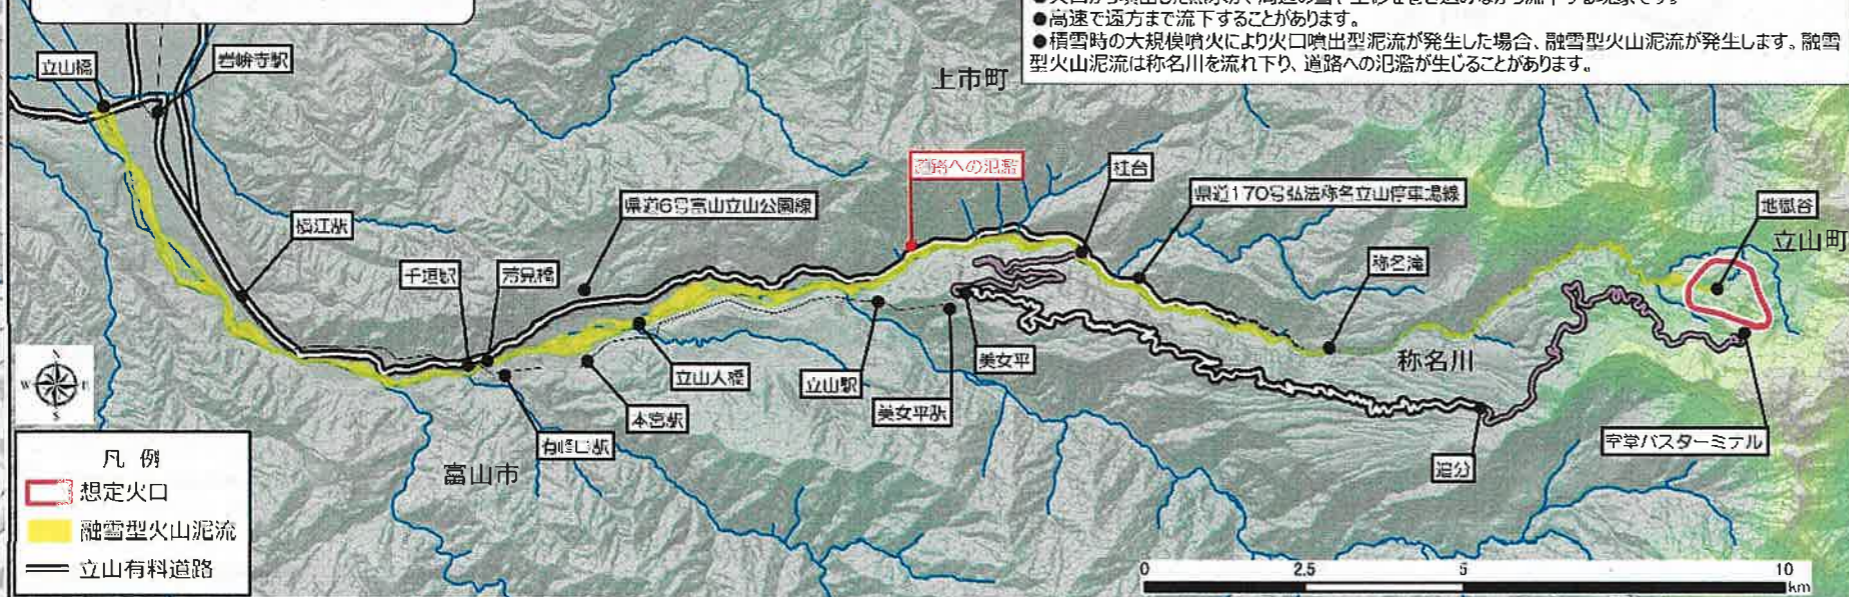 ●高速で遠方まで流下することがあります。
●積雪時の大規模噴火により火口噴出型泥流が発生した場合、融雪型火山泥流が発生します。融雪
型火山泥流は称名川を流れ下り、道路への氾濫が生じることがあります。
立山橋
岩峅寺駅
上市町
道路への氾濫
桂台
県道6号富山立山公園線
県道170号弘法称名立山停車場線
地獄谷
立山町
横江駅
千垣駅
芳見橋
称名滝
称名川
立山大橋
立山駅
美女平
美女平駅
本宮駅
有峰口駅
富山市
室堂バスターミナル
追分
N
W
E
S
凡例
想定火口
融雪型火山泥流
立山有料道路
0
2.5
5
10
km